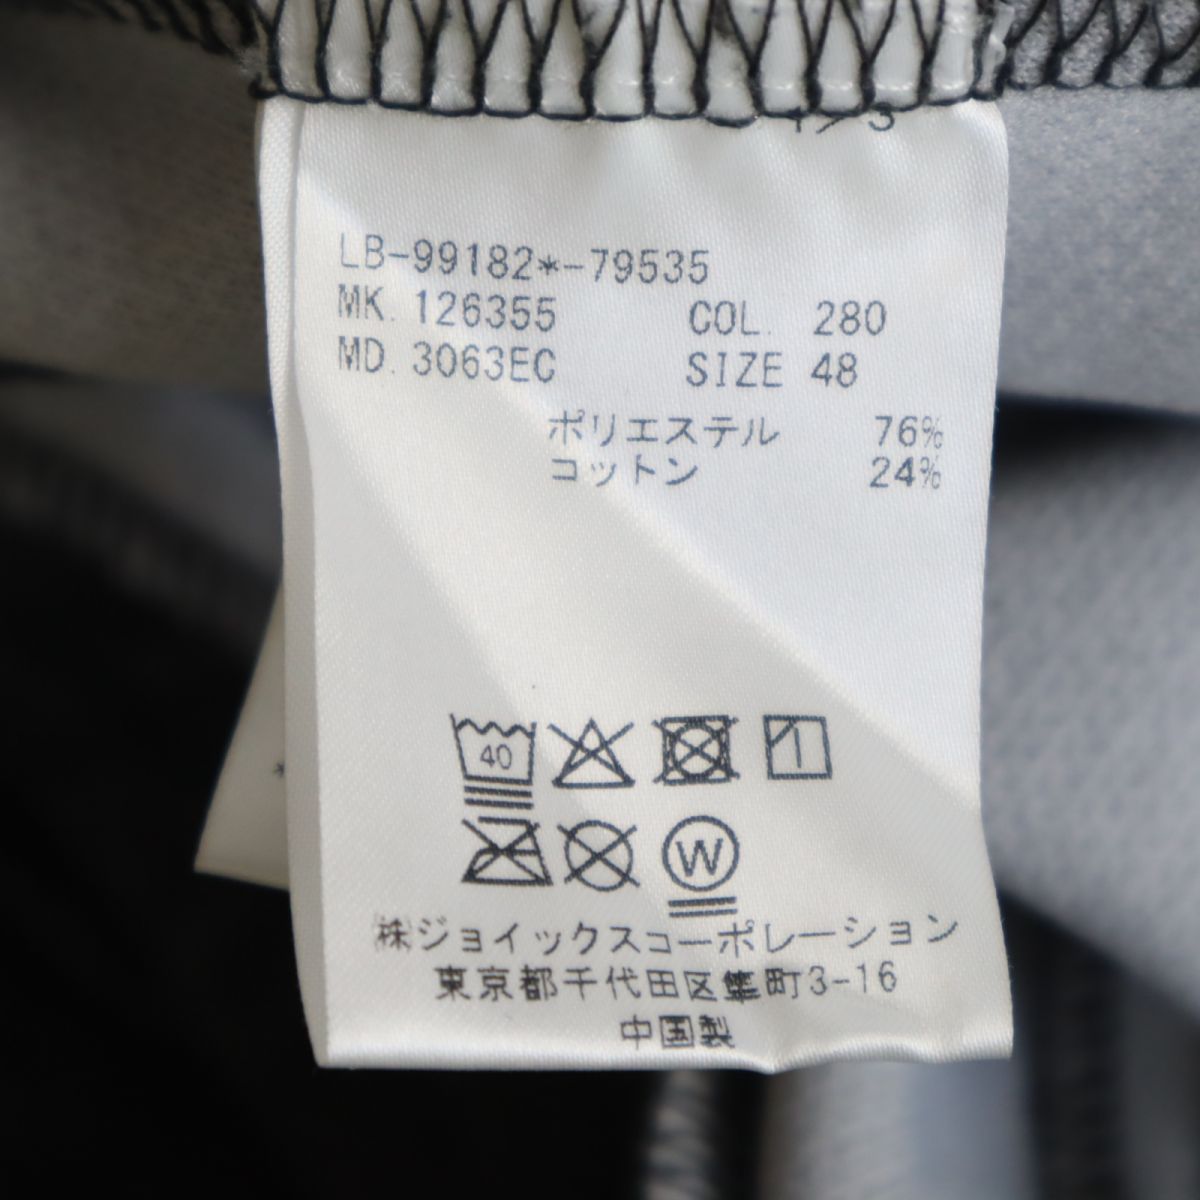 LB-99182*-79535
MK. 126355 COL. 280
MD. 3063EC SIZE 48
ポリエステル 76%
コットン 24%
40
W
㈱ジョイックスコーポレーション
東京都千代田区隼町3-16
中国製